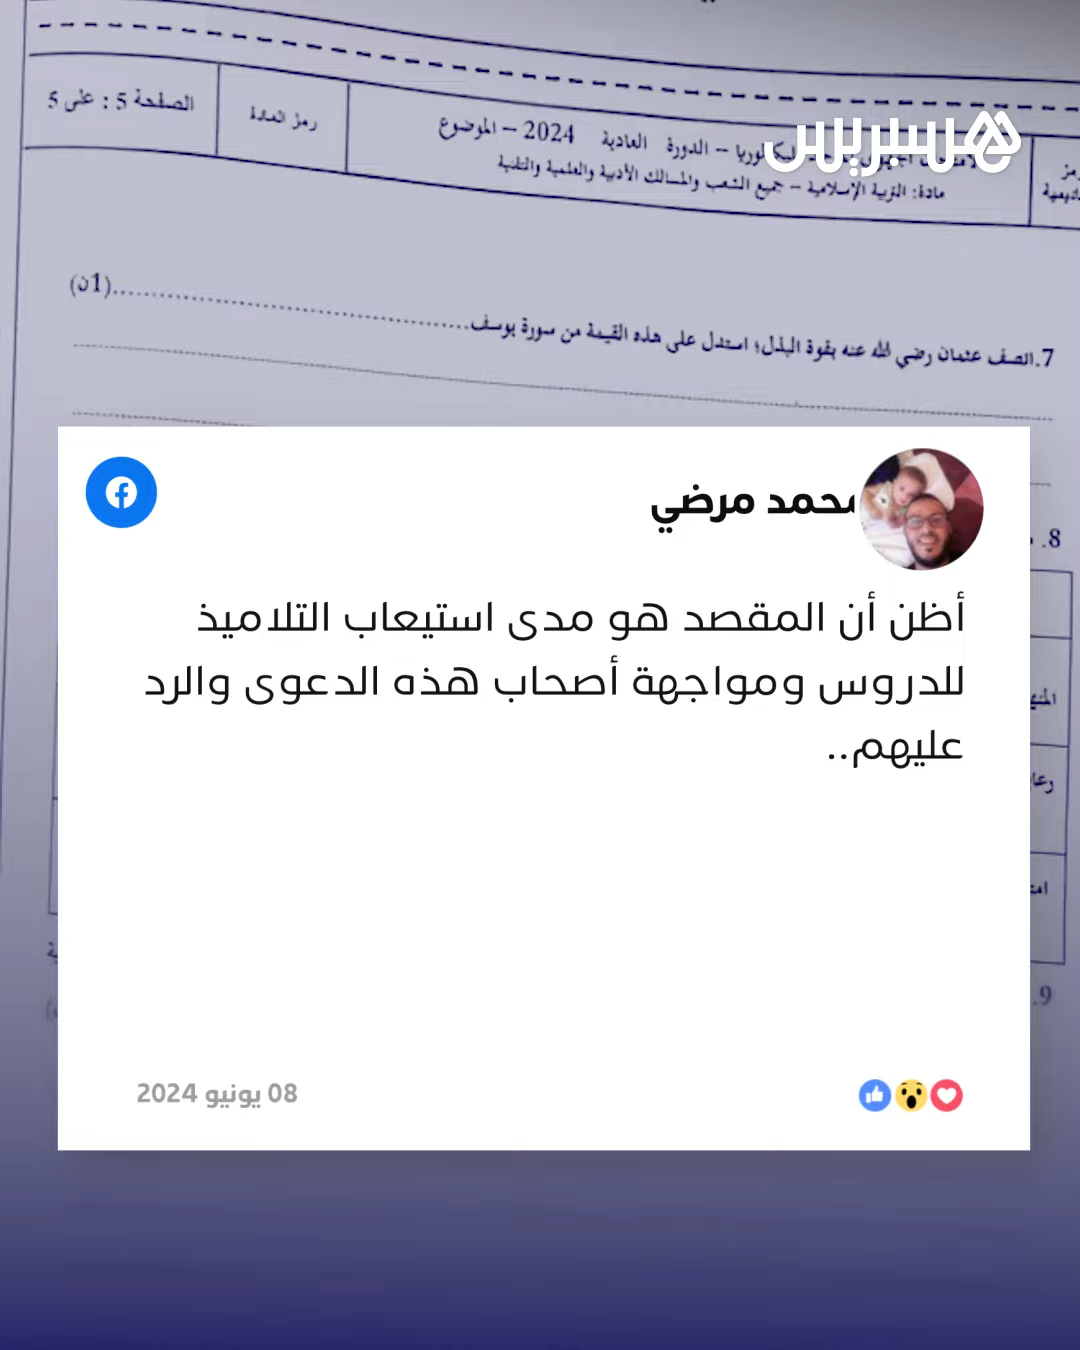 هسبريس
الصفحة 5 : على 5
رمز المادة
الدورة العادية 2024 – الموضوع
مادة: التربية الإسلامية – جميع الشعب والمسالك الأدبية والعلمية والتقنية
7.اتصف عثمان رضي الله عنه بقوة البذل؛ استدل على هذه القيمة من سورة يوسف............(1ن)
محمد مرضي
أظن أن المقصد هو مدى استيعاب التلاميذ
للدروس ومواجهة أصحاب هذه الدعوى والرد
عليهم..
8.
9.
08 يونيو 2024